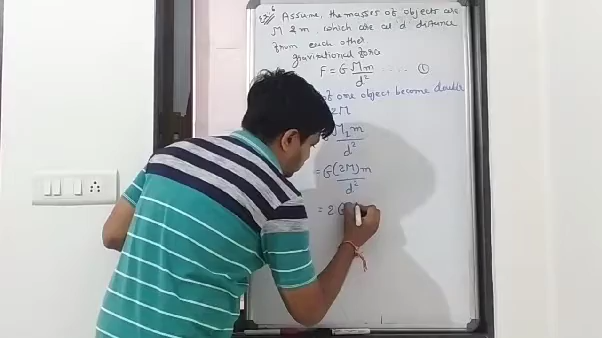 Assume, the masses of objects are
M & m, which are at 'd' distance
from each other.
gravitational force
F = G Mm / d² ..... ①
of one object become double
2M
M₁m / d²
= G(2M)m / d²
= 2 G